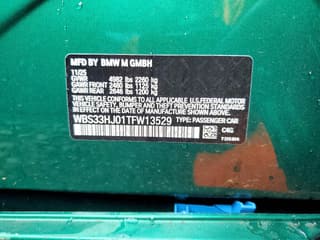 MFD BY BMW M GMBH
11/25
GVWR 4982 lbs 2260 kg
GAWR FRONT 2480 lbs 1125 kg
GAWR REAR 2646 lbs 1200 kg
THIS VEHICLE CONFORMS TO ALL APPLICABLE U.S. FEDERAL MOTOR
VEHICLE SAFETY, BUMPER, AND THEFT PREVENTION STANDARDS
IN EFFECT ON THE DATE OF MANUFACTURE SHOWN ABOVE.
WBS33HJ01TFW13529 TYPE: PASSENGER CAR
C4G